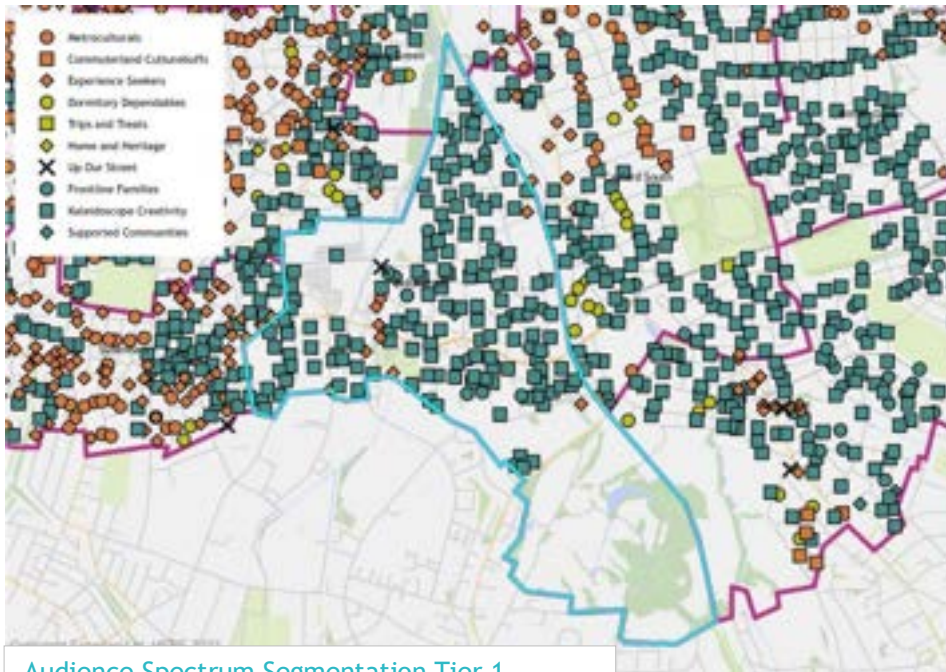 Metroculturals
Commuterland Culturebuffs
Experience Seekers
Dormitory Dependables
Trips and Treats
Home and Heritage
Up Our Street
Frontline Families
Kaleidoscope Creativity
Supported Communities
Audience Spectrum Segmentation Tier 1